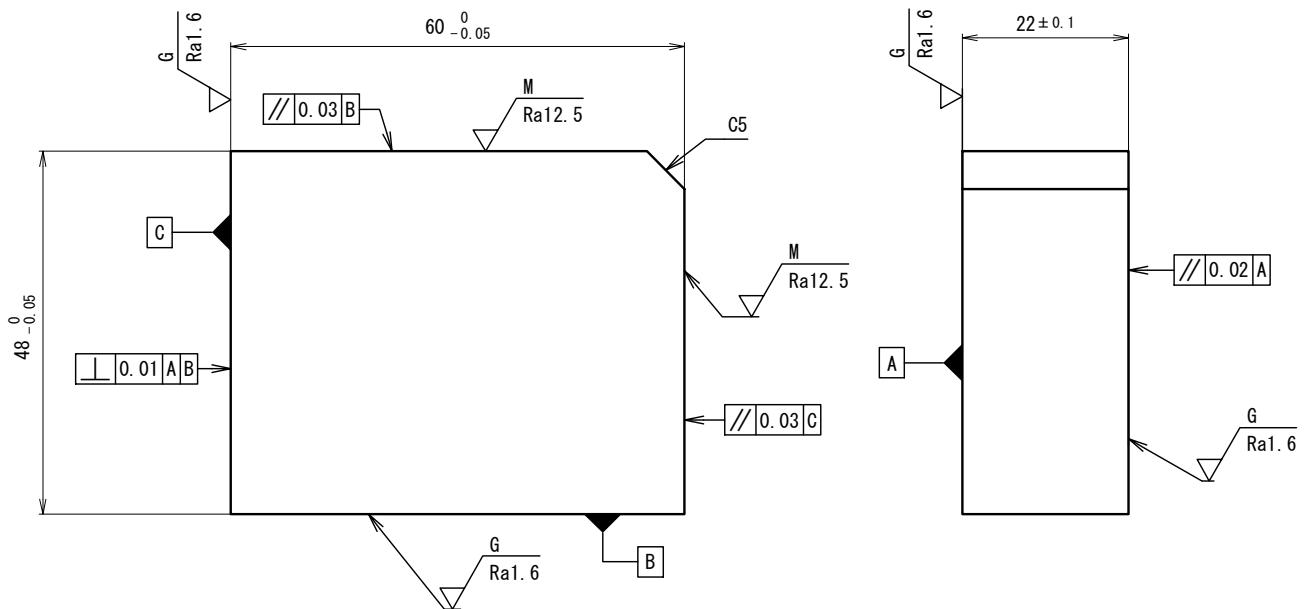 60 0 -0.05
22±0.1
G
Ra1.6
G
Ra1.6
// 0.03 B
M
Ra12.5
C5
C
M
Ra12.5
// 0.02 A
48 0 -0.05
⊥ 0.01 A B
A
// 0.03 C
G
Ra1.6
G
Ra1.6
B